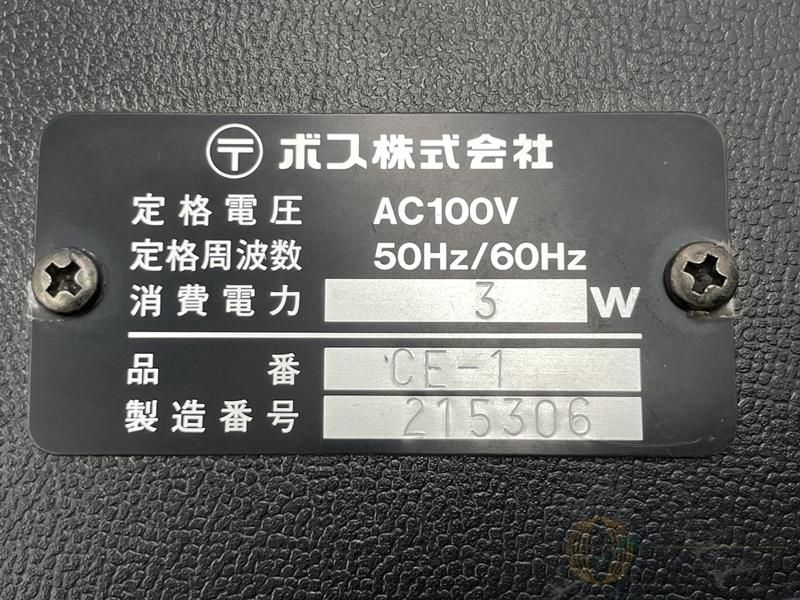 〶 ボス株式会社
定格電圧 AC100V
定格周波数 50Hz/60Hz
消費電力 3 W
品番 CE-1
製造番号 215306